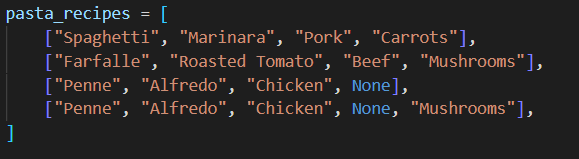 pasta_recipes = [
    ["Spaghetti", "Marinara", "Pork", "Carrots"],
    ["Farfalle", "Roasted Tomato", "Beef", "Mushrooms"],
    ["Penne", "Alfredo", "Chicken", None],
    ["Penne", "Alfredo", "Chicken", None, "Mushrooms"],
]